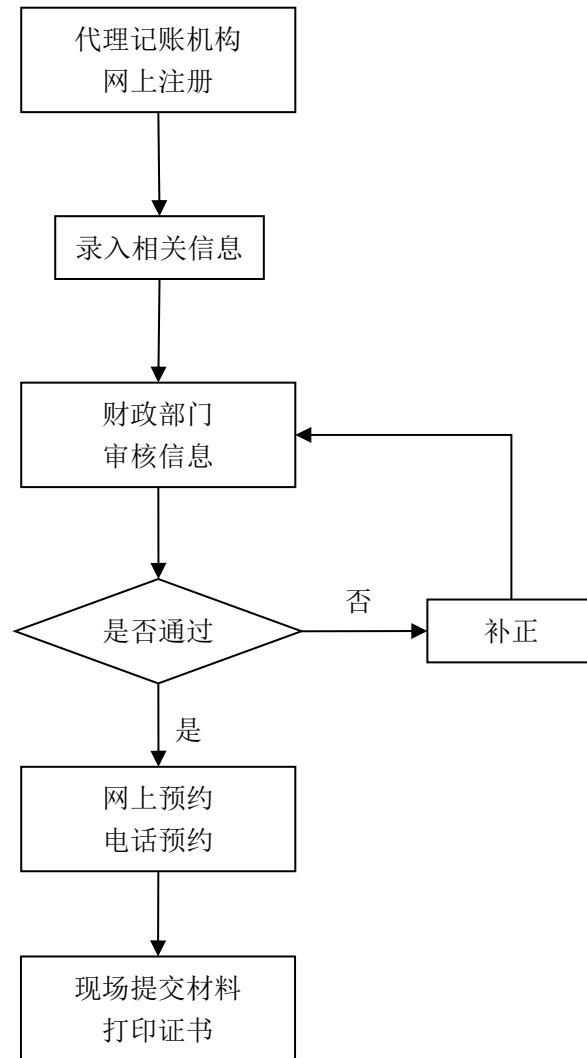 代理记账机构
网上注册
录入相关信息
财政部门
审核信息
是否通过
否
补正
是
网上预约
电话预约
现场提交材料
打印证书